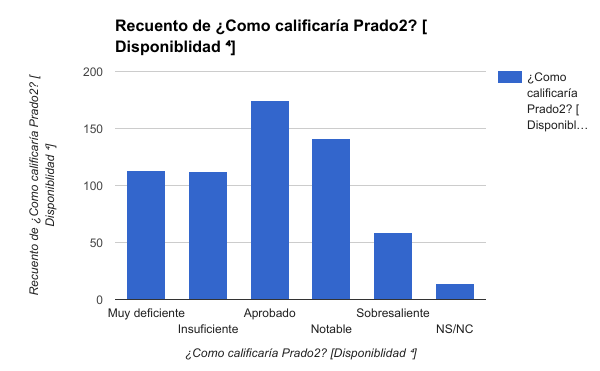 Recuento de ¿Como calificaría Prado2? [
Disponiblidad ⁴]
Recuento de ¿Como calificaría Prado2? [
Disponiblidad ⁴]
200
150
100
50
0
¿Como
calificaría
Prado2? [
Disponibl…
Muy deficiente
Insuficiente
Aprobado
Notable
Sobresaliente
NS/NC
¿Como calificaría Prado2? [Disponiblidad ⁴]